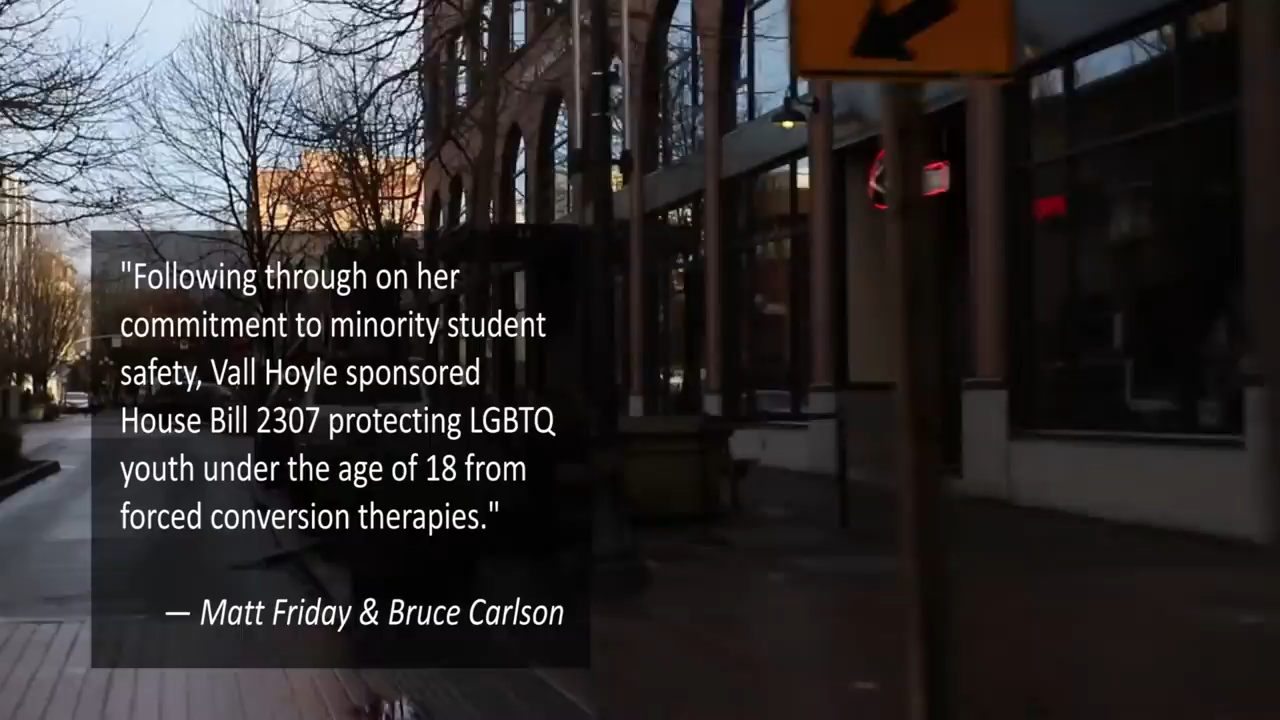 "Following through on her
commitment to minority student
safety, Vall Hoyle sponsored
House Bill 2307 protecting LGBTQ
youth under the age of 18 from
forced conversion therapies."
— Matt Friday & Bruce Carlson